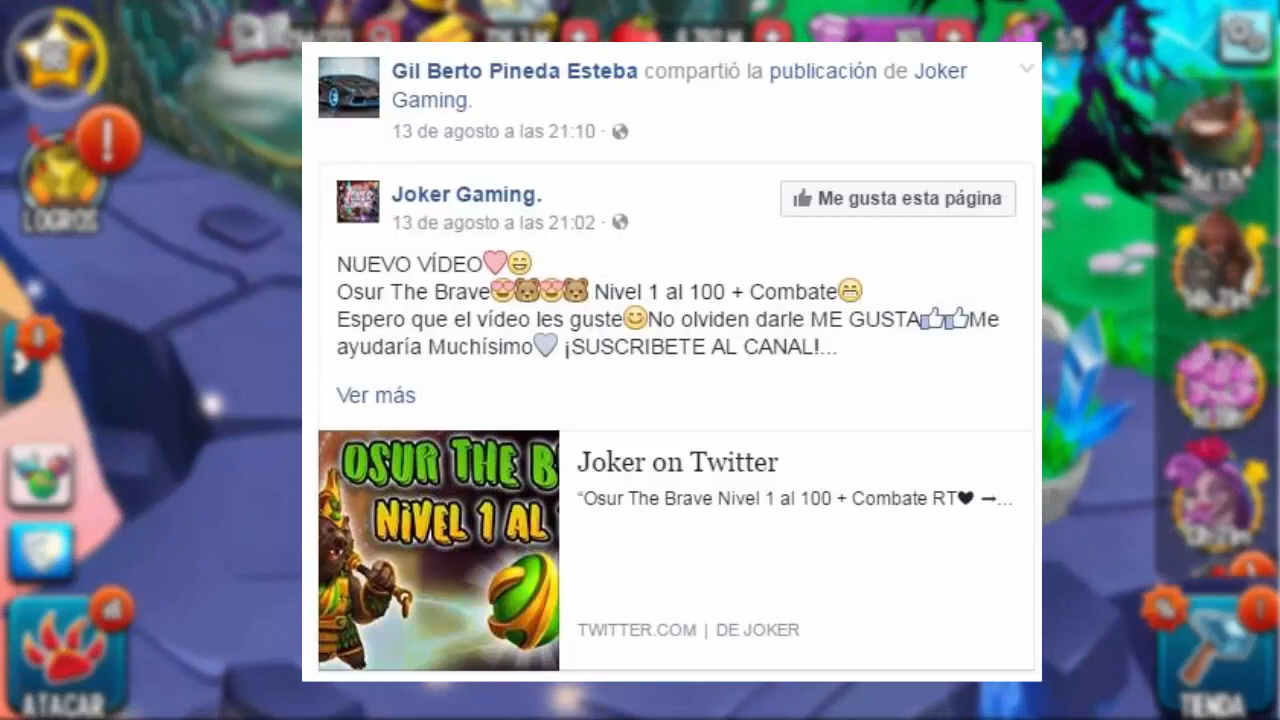 Gil Berto Pineda Esteba compartió la publicación de Joker
Gaming.
13 de agosto a las 21:10 ·
Joker Gaming.
Me gusta esta página
13 de agosto a las 21:02 ·
NUEVO VÍDEO
Osur The Brave Nivel 1 al 100 + Combate
Espero que el vídeo les guste No olviden darle ME GUSTA Me
ayudaría Muchísimo ¡SUSCRIBETE AL CANAL!...
Ver más
OSUR THE B
NIVEL 1 AL
Joker on Twitter
“Osur The Brave Nivel 1 al 100 + Combate RT♥ ➞...
TWITTER.COM | DE JOKER
LOGROS
ATACAR
TIENDA